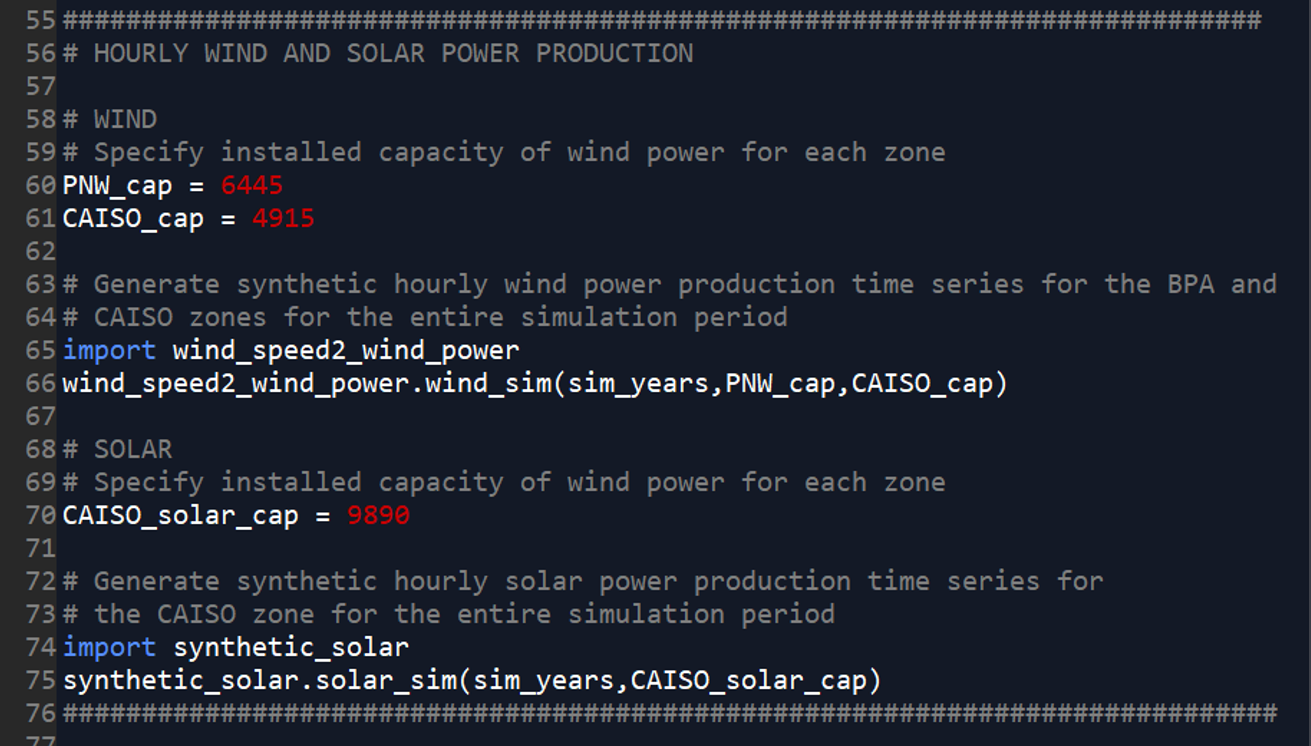 55 ############################################################################
56 # HOURLY WIND AND SOLAR POWER PRODUCTION
57
58 # WIND
59 # Specify installed capacity of wind power for each zone
60 PNW_cap = 6445
61 CAISO_cap = 4915
62
63 # Generate synthetic hourly wind power production time series for the BPA and
64 # CAISO zones for the entire simulation period
65 import wind_speed2_wind_power
66 wind_speed2_wind_power.wind_sim(sim_years,PNW_cap,CAISO_cap)
67
68 # SOLAR
69 # Specify installed capacity of wind power for each zone
70 CAISO_solar_cap = 9890
71
72 # Generate synthetic hourly solar power production time series for
73 # the CAISO zone for the entire simulation period
74 import synthetic_solar
75 synthetic_solar.solar_sim(sim_years,CAISO_solar_cap)
76 #############################################################################
77